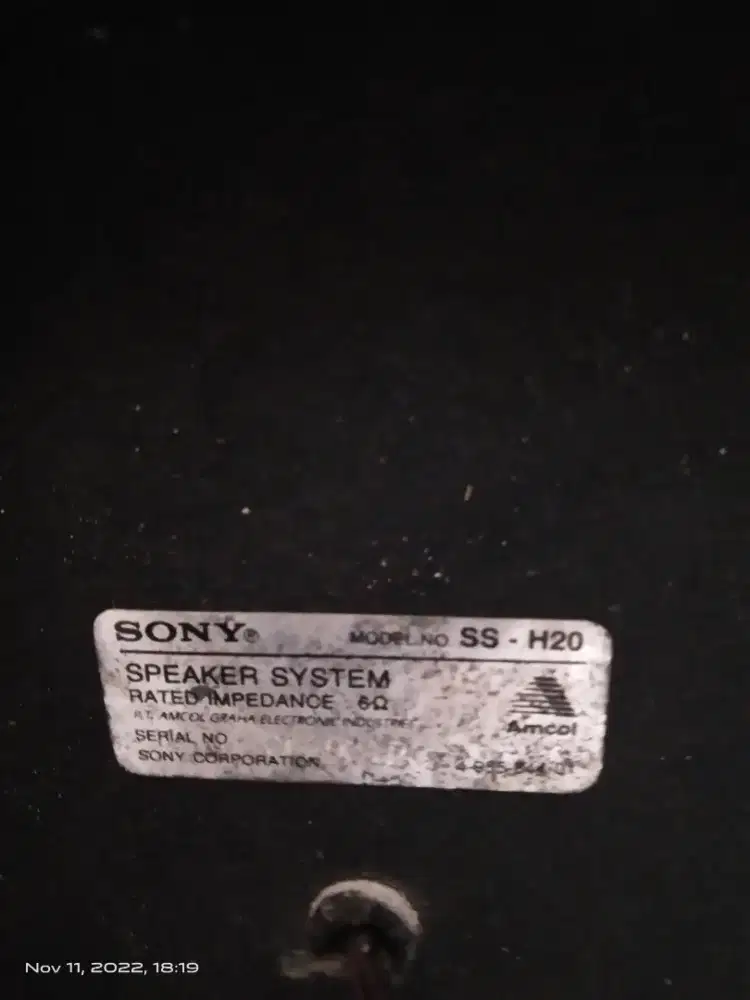 SONY® MODEL NO SS - H20
SPEAKER SYSTEM
RATED IMPEDANCE 6Ω
P.T. AMCOL GRAHA ELECTRONIC INDUSTRIES
Amcol
SERIAL NO
SONY CORPORATION
Nov 11, 2022, 18:19